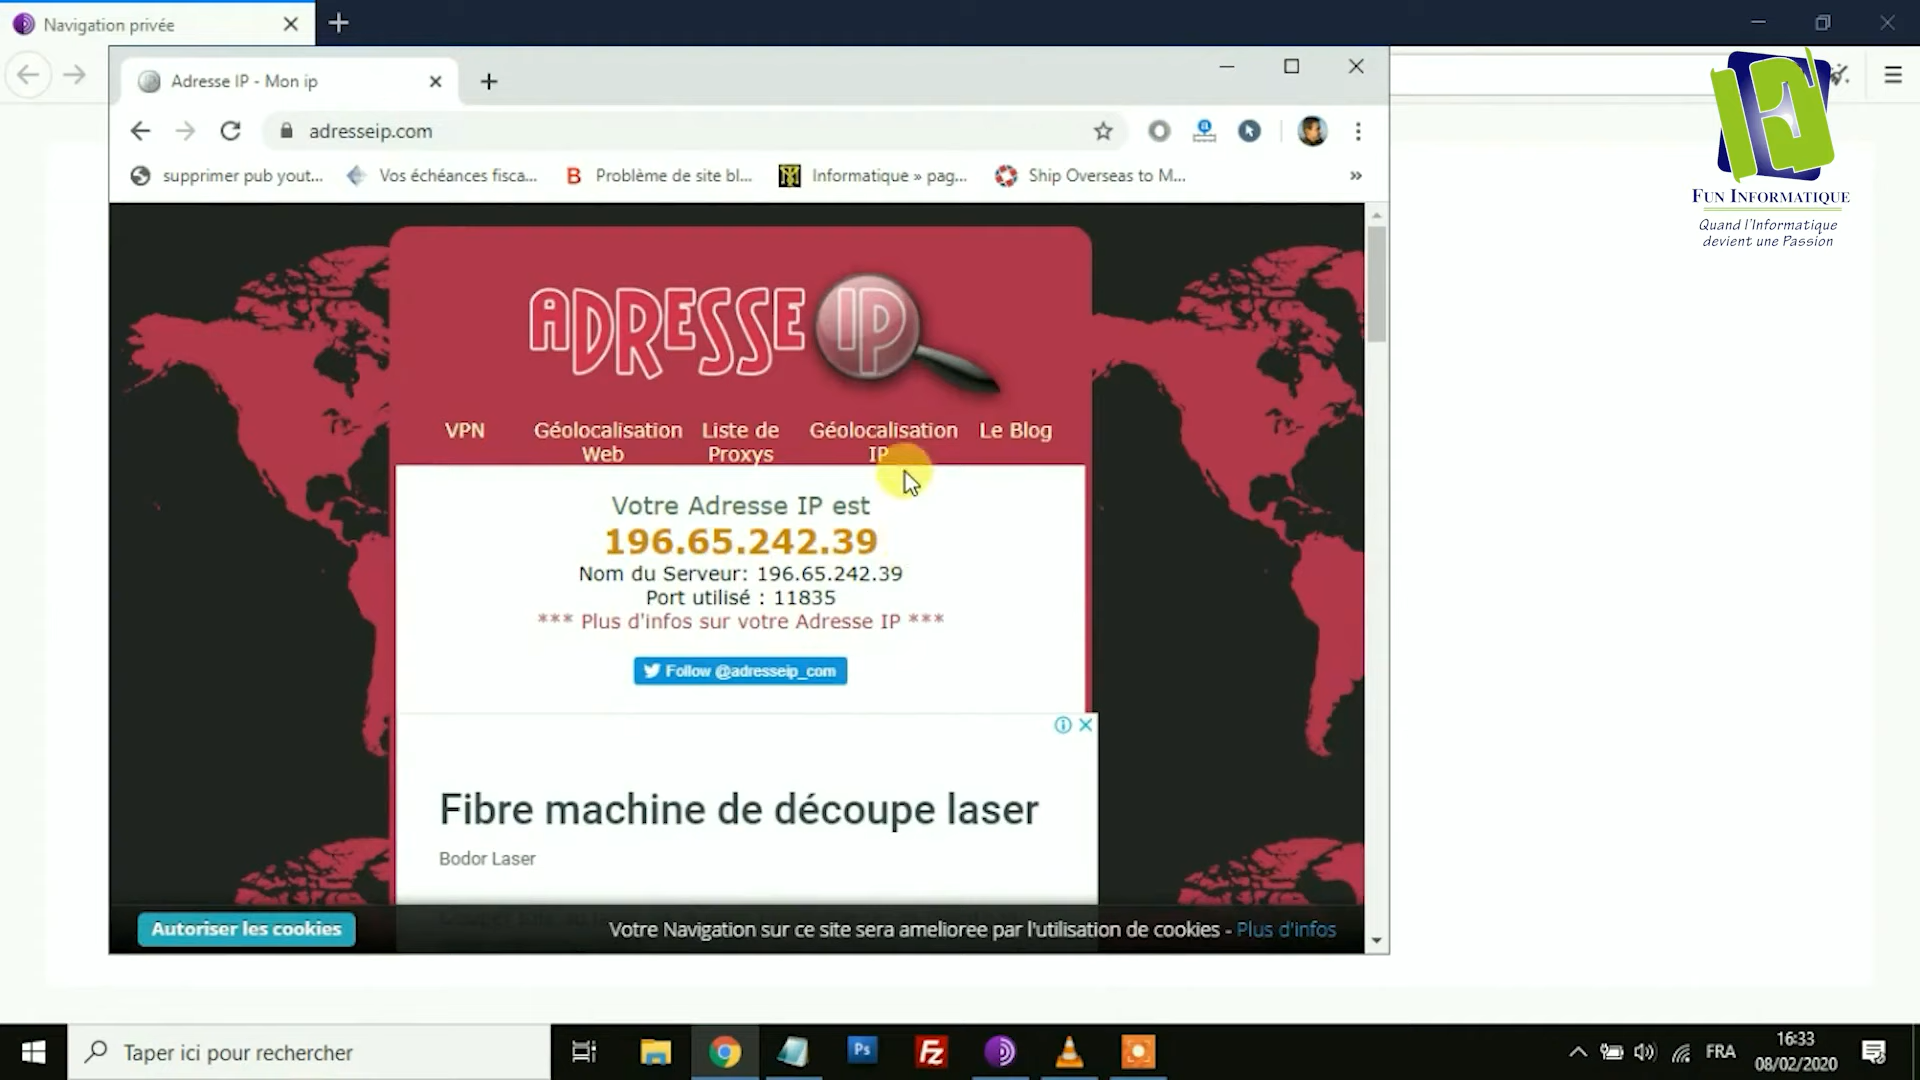 Navigation privée
Adresse IP - Mon ip
adresseip.com
supprimer pub yout...
Vos échéances fisca...
Problème de site bl...
Informatique » pag...
Ship Overseas to M...
FUN INFORMATIQUE
Quand l'Informatique
devient une Passion
ADRESSE IP
VPN
Géolocalisation
Web
Liste de
Proxys
Géolocalisation
IP
Le Blog
Votre Adresse IP est
196.65.242.39
Nom du Serveur: 196.65.242.39
Port utilisé : 11835
*** Plus d'infos sur votre Adresse IP ***
Follow @adresseip_com
Fibre machine de découpe laser
Bodor Laser
Autoriser les cookies
Votre Navigation sur ce site sera amelioree par l'utilisation de cookies - Plus d'infos
Taper ici pour rechercher
Ps
Fz
FRA
16:33
08/02/2020